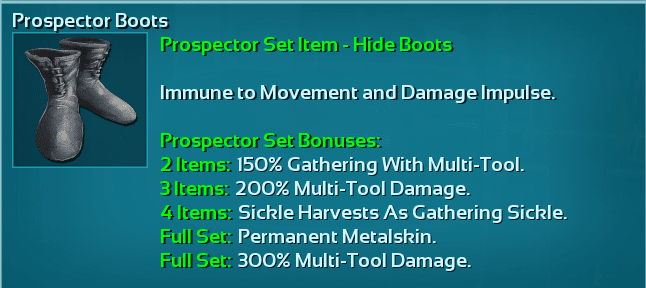 Prospector Boots
Prospector Set Item - Hide Boots
Immune to Movement and Damage Impulse.
Prospector Set Bonuses:
2 Items: 150% Gathering With Multi-Tool.
3 Items: 200% Multi-Tool Damage.
4 Items: Sickle Harvests As Gathering Sickle.
Full Set: Permanent Metalskin.
Full Set: 300% Multi-Tool Damage.